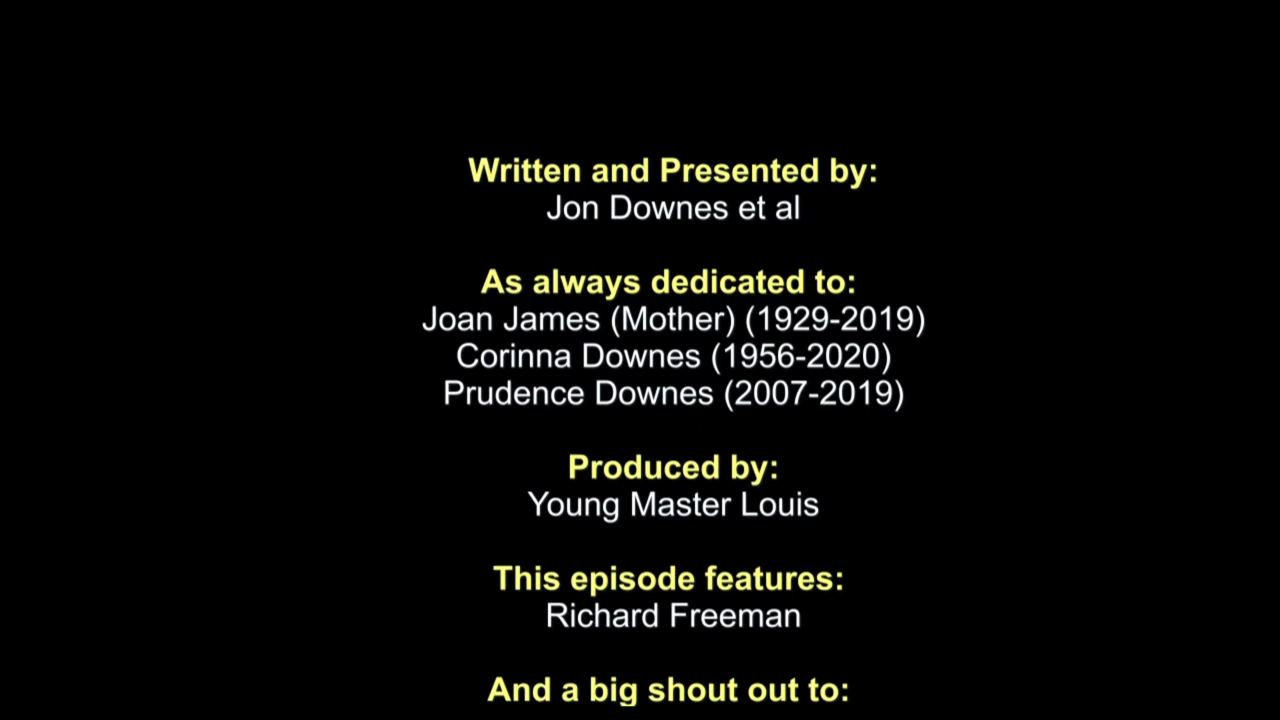 Written and Presented by:
Jon Downes et al
As always dedicated to:
Joan James (Mother) (1929-2019)
Corinna Downes (1956-2020)
Prudence Downes (2007-2019)
Produced by:
Young Master Louis
This episode features:
Richard Freeman
And a big shout out to: